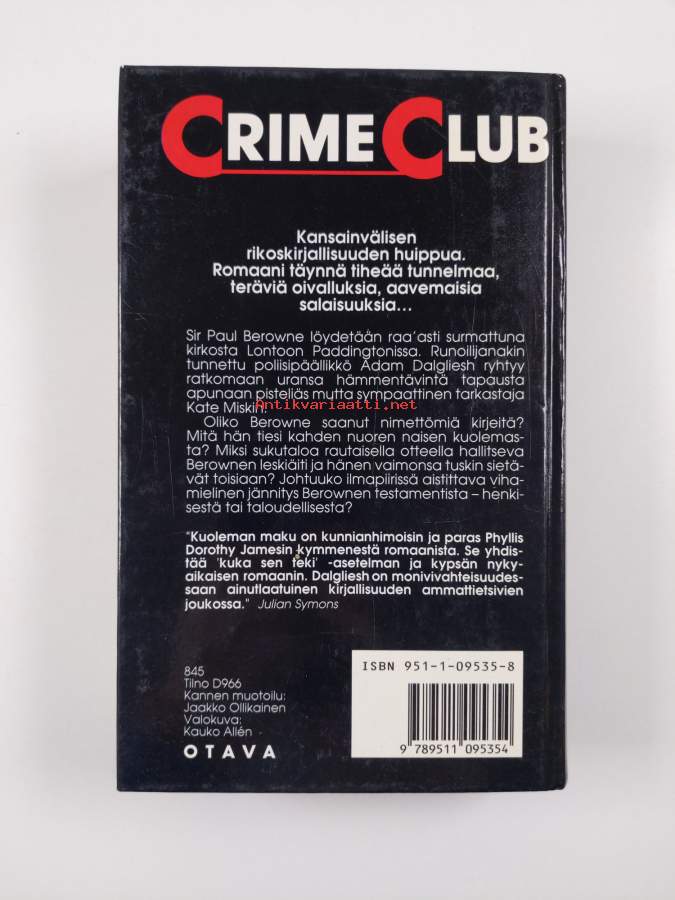 CRIME CLUB
Kansainvälisen
rikoskirjallisuuden huippua.
Romaani täynnä tiheää tunnelmaa,
teräviä oivalluksia, aavemaisia
salaisuuksia...
Sir Paul Berowne löydetään raa'asti surmattuna
kirkosta Lontoon Paddingtonissa. Runoilijanakin
tunnettu poliisipäällikkö Adam Dalgliesh ryhtyy
ratkomaan uransa hämmentävintä tapausta
apunaan pisteliäs mutta sympaattinen tarkastaja
Kate Miskin.
Antikvariaatti.net
Oliko Berowne saanut nimettömiä kirjeitä?
Mitä hän tiesi kahden nuoren naisen kuolemas-
ta? Miksi sukutaloa rautaisella otteella hallitseva
Berownen leskiäiti ja hänen vaimonsa tuskin sietä-
vät toisiaan? Johtuuko ilmapiirissä aistittava viha-
mielinen jännitys Berownen testamentista – henki-
sestä tai taloudellisesta?
"Kuoleman maku on kunnianhimoisin ja paras Phyllis
Dorothy Jamesin kymmenestä romaanista. Se yhdis-
tää 'kuka sen teki' -asetelman ja kypsän nyky-
aikaisen romaanin. Dalgliesh on monivivahteisuudes-
saan ainutlaatuinen kirjallisuuden ammattietsivien
joukossa." Julian Symons
845
Tilno D966
Kannen muotoilu:
Jaakko Ollikainen
Valokuva:
Kauko Allén
OTAVA
ISBN 951-1-09535-8
9 789511 095354